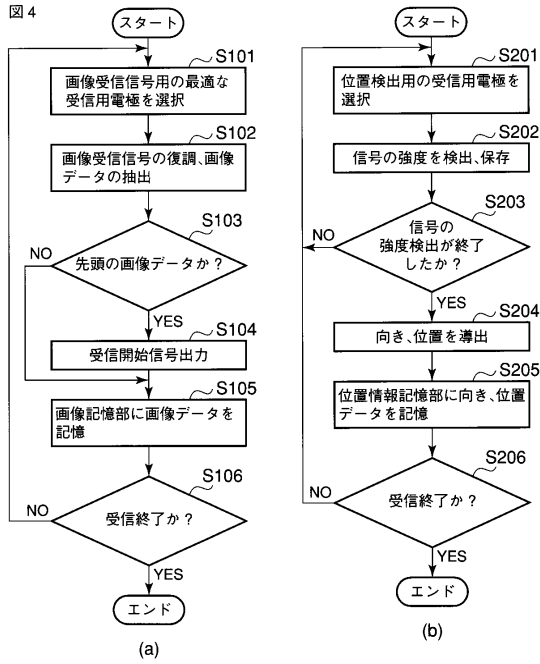 図4
スタート
S101
画像受信信号用の最適な
受信用電極を選択
S102
画像受信信号の復調、画像
データの抽出
S103
NO
先頭の画像データか?
YES
S104
受信開始信号出力
S105
画像記憶部に画像データを
記憶
S106
NO
受信終了か?
YES
エンド
(a)
スタート
S201
位置検出用の受信用電極を
選択
S202
信号の強度を検出、保存
S203
NO
信号の
強度検出が終了
したか?
YES
S204
向き、位置を導出
S205
位置情報記憶部に向き、位置
データを記憶
S206
NO
受信終了か?
YES
エンド
(b)